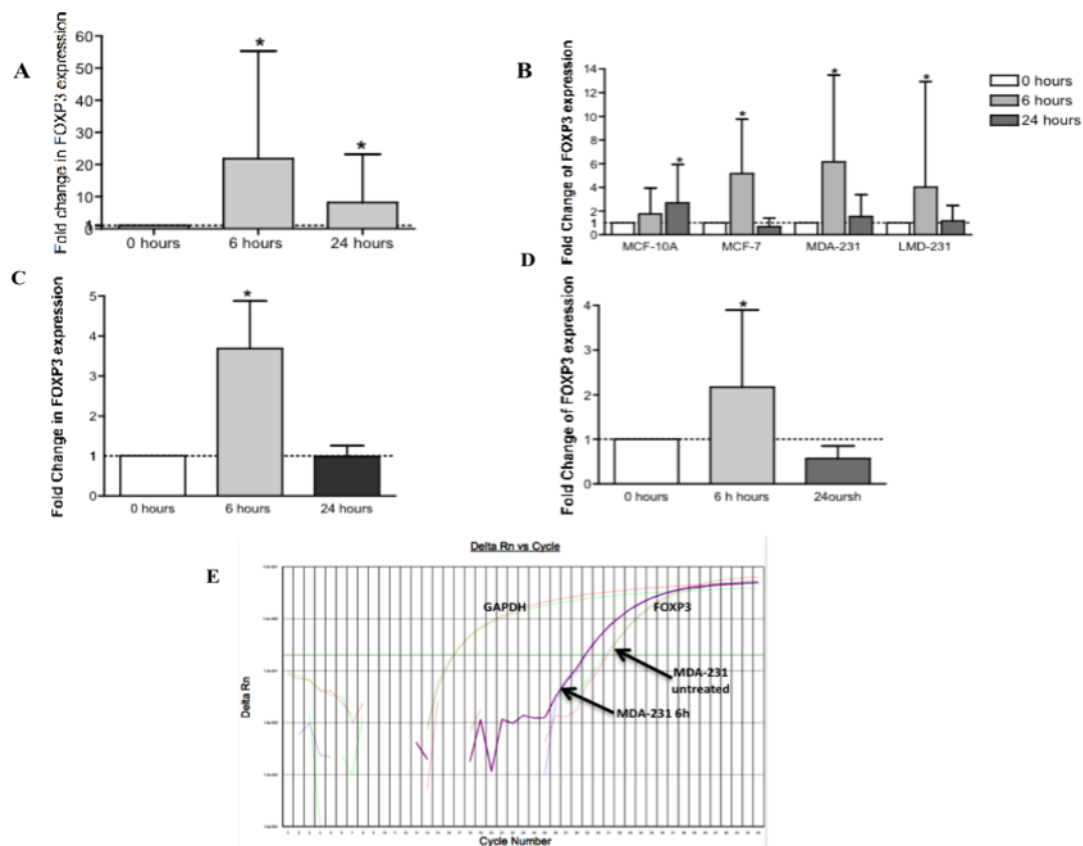 A
Fold change in FOXP3 expression
60
50
40
30
20
10
1
0
*
*
0 hours
6 hours
24 hours
B
Fold Change of FOXP3 expression
14
12
10
8
6
4
2
1
0
*
*
*
*
MCF-10A
MCF-7
MDA-231
LMD-231
0 hours
6 hours
24 hours
C
Fold Change in FOXP3 expression
5
4
3
2
1
0
*
0 hours
6 hours
24 hours
D
Fold Change of FOXP3 expression
4
3
2
1
0
*
0 hours
6 h hours
24oursh
E
Delta Rn vs Cycle
Delta Rn
GAPDH
FOXP3
MDA-231
untreated
MDA-231 6h
Cycle Number